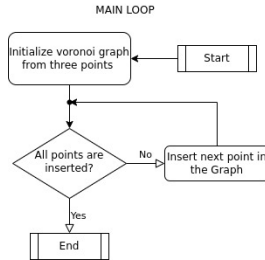 MAIN LOOP
Initialize voronoi graph
from three points
Start
All points are
inserted?
No
Insert next point in
the Graph
Yes
End